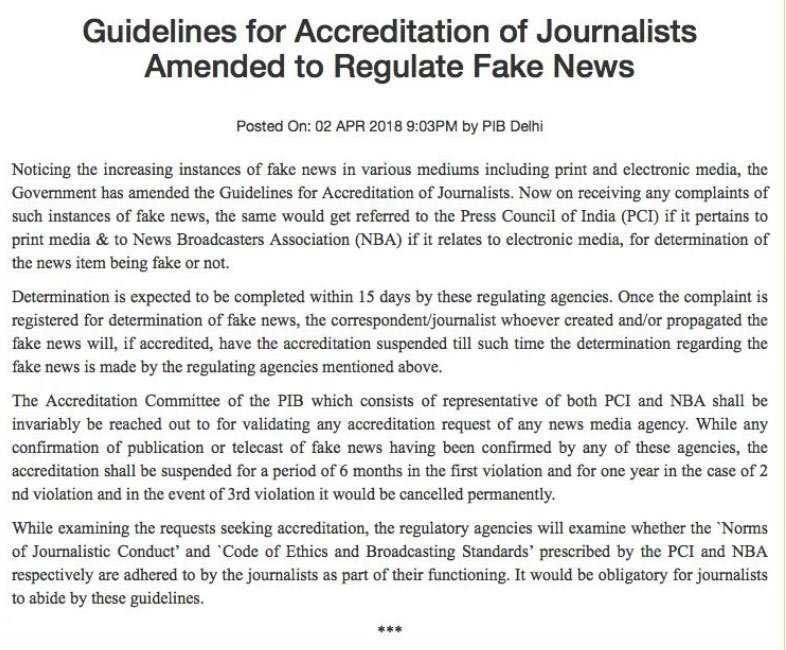 Guidelines for Accreditation of Journalists
Amended to Regulate Fake News
Posted On: 02 APR 2018 9:03PM by PIB Delhi
Noticing the increasing instances of fake news in various mediums including print and electronic media, the
Government has amended the Guidelines for Accreditation of Journalists. Now on receiving any complaints of
such instances of fake news, the same would get referred to the Press Council of India (PCI) if it pertains to
print media & to News Broadcasters Association (NBA) if it relates to electronic media, for determination of
the news item being fake or not.
Determination is expected to be completed within 15 days by these regulating agencies. Once the complaint is
registered for determination of fake news, the correspondent/journalist whoever created and/or propagated the
fake news will, if accredited, have the accreditation suspended till such time the determination regarding the
fake news is made by the regulating agencies mentioned above.
The Accreditation Committee of the PIB which consists of representative of both PCI and NBA shall be
invariably be reached out to for validating any accreditation request of any news media agency. While any
confirmation of publication or telecast of fake news having been confirmed by any of these agencies, the
accreditation shall be suspended for a period of 6 months in the first violation and for one year in the case of 2
nd violation and in the event of 3rd violation it would be cancelled permanently.
While examining the requests seeking accreditation, the regulatory agencies will examine whether the `Norms
of Journalistic Conduct' and `Code of Ethics and Broadcasting Standards' prescribed by the PCI and NBA
respectively are adhered to by the journalists as part of their functioning. It would be obligatory for journalists
to abide by these guidelines.
***